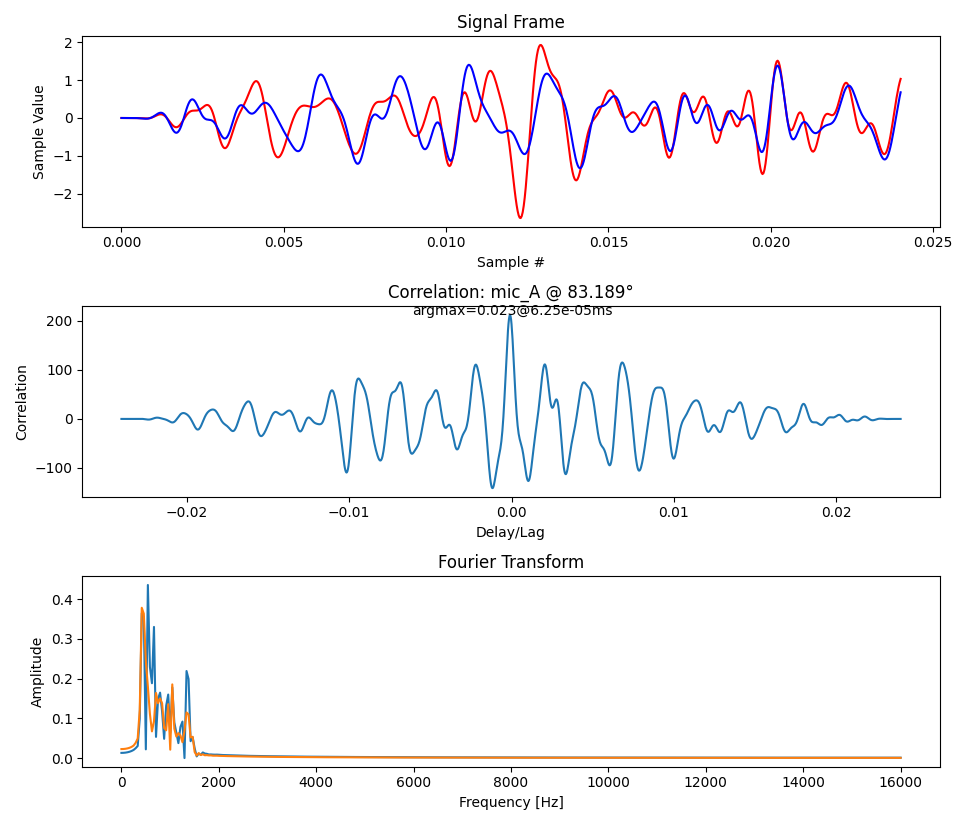 Signal Frame
2
1
0
−1
−2
Sample Value
0.000 0.005 0.010 0.015 0.020 0.025
Sample #
Correlation: mic_A @ 83.189°
argmax=0.023@6.25e-05ms
200
100
0
−100
Correlation
−0.02 −0.01 0.00 0.01 0.02
Delay/Lag
Fourier Transform
0.4
0.3
0.2
0.1
0.0
Amplitude
0 2000 4000 6000 8000 10000 12000 14000 16000
Frequency [Hz]